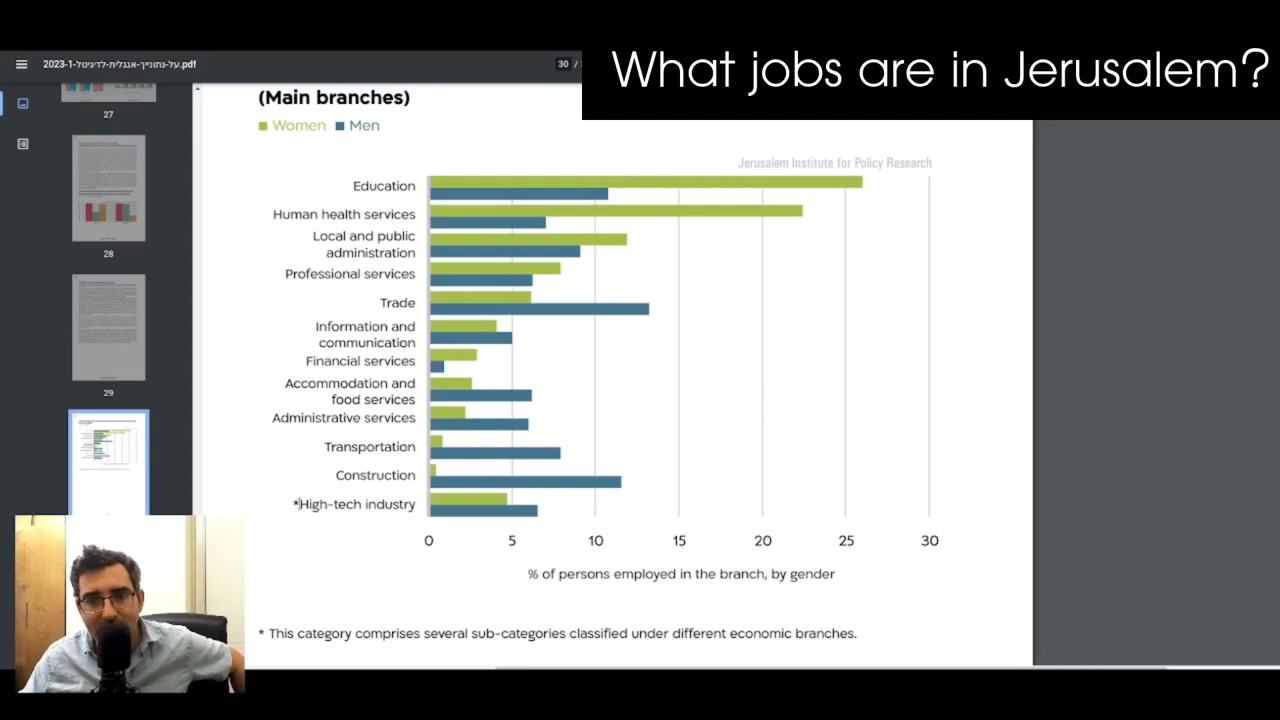 What jobs are in Jerusalem?
2023-1-על-נתונייך-אנגלית-לדיגיטל.pdf
30 /
27
28
29
(Main branches)
Women Men
Jerusalem Institute for Policy Research
Education
Human health services
Local and public
administration
Professional services
Trade
Information and
communication
Financial services
Accommodation and
food services
Administrative services
Transportation
Construction
*High-tech industry
0 5 10 15 20 25 30
% of persons employed in the branch, by gender
* This category comprises several sub-categories classified under different economic branches.